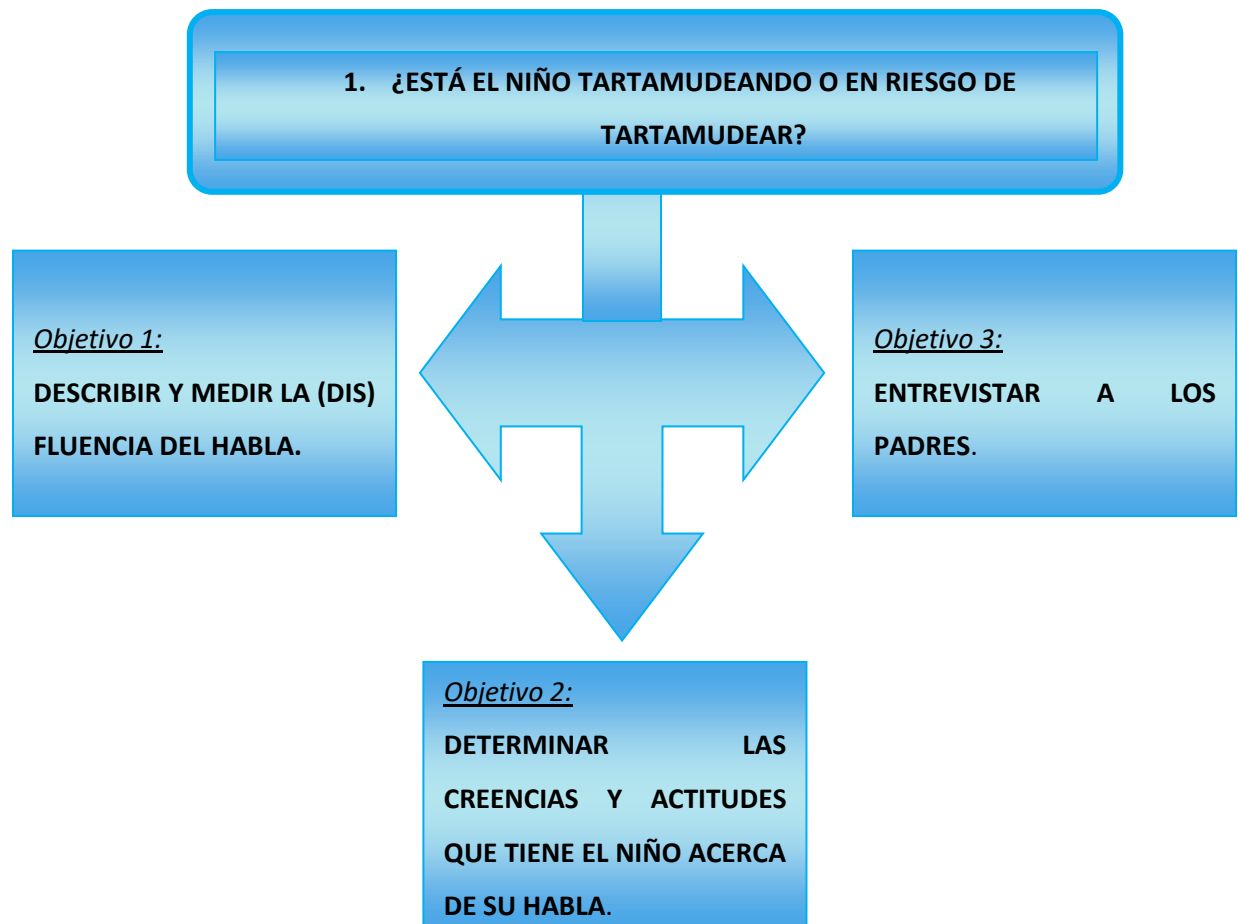 1. ¿ESTÁ EL NIÑO TARTAMUDEANDO O EN RIESGO DE
TARTAMUDEAR?
Objetivo 1:
DESCRIBIR Y MEDIR LA (DIS)
FLUENCIA DEL HABLA.
Objetivo 3:
ENTREVISTAR A LOS
PADRES.
Objetivo 2:
DETERMINAR LAS
CREENCIAS Y ACTITUDES
QUE TIENE EL NIÑO ACERCA
DE SU HABLA.